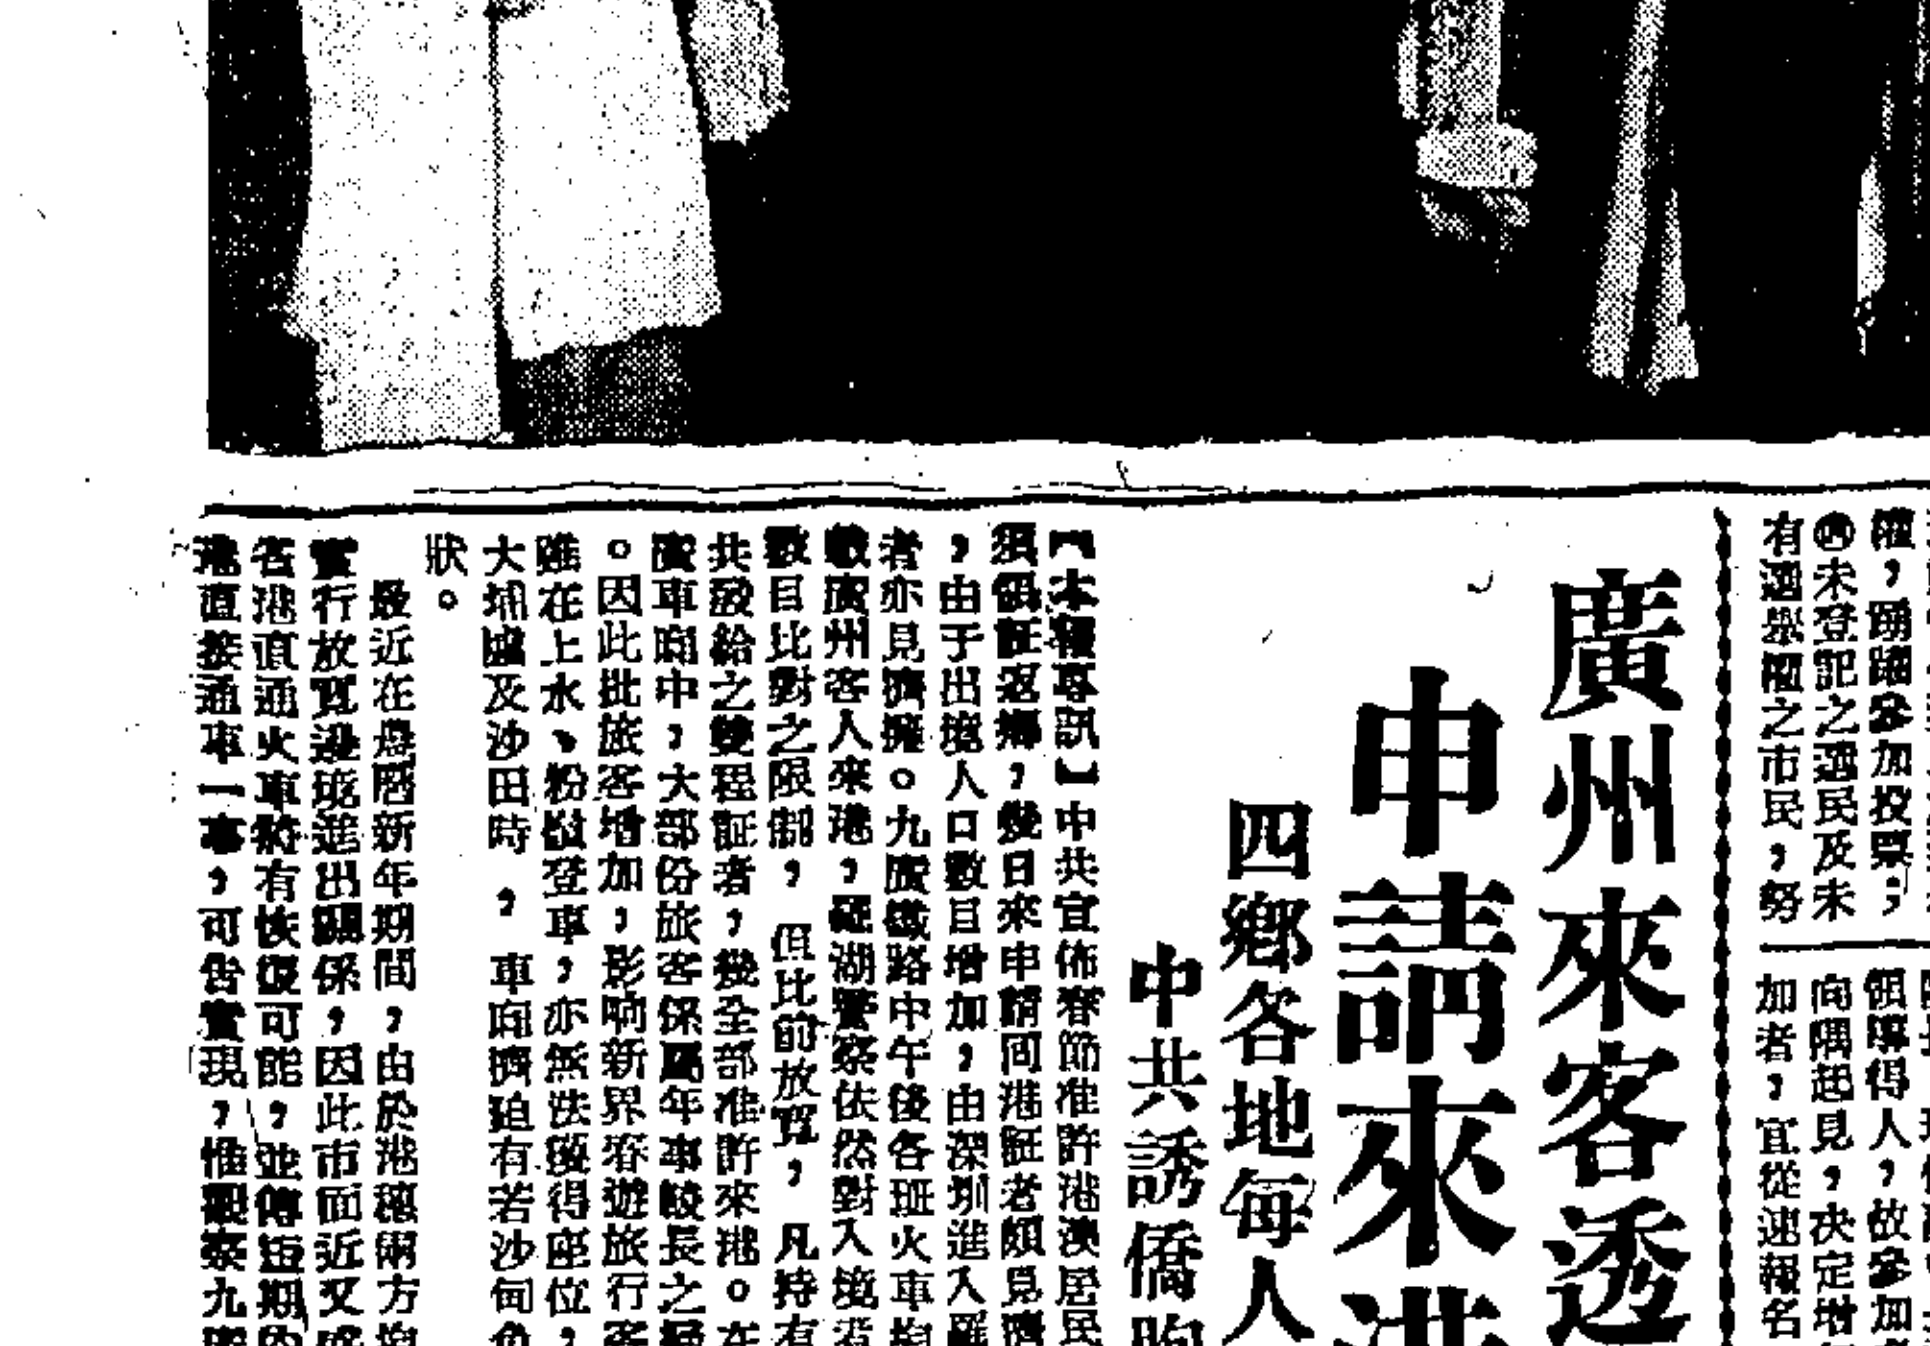 權，踴躍參加投票；
未登記之選民及未
有選舉權之市民，努
領導得人，故參加
向隅起見，决定增
加者，宜從速報名
廣州來客透
申請來港
四鄉各地每人
中共誘僑
【本報專訊】中共宣佈春節准許港澳居民
須領証返鄉，幾日來申請回港証者頗見擠
，由于出境人口數目增加，由深圳進入羅
者亦見擠擁。九廣鐵路中午後各班火車均
廣州客人來港，羅湖警察依然對入境
數目比對之限制，但比前放寬，凡持有
共發給之雙程証者，幾全部准許來港。在
廣車廂中，大部份旅客係屬年事較長之婦
。因此批旅客增加，影响新界春遊旅行客
雖在上水、粉嶺登車，亦無法獲得座位，
大埔墟及沙田時，車廂擠迫有若沙甸魚
狀。
最近在農曆新年期間，由於港穗兩方均
實行放寬邊境進出關係，因此市面近又盛
省港直通火車將有恢復可能，並傳短期內
港直接通車一事，可告實現，惟觀察九廣